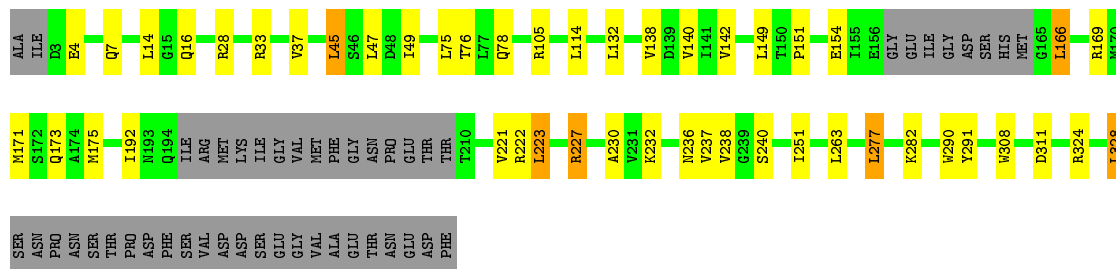 ALA ILE D3 E4 Q7 L14 G15 Q16 R28 R33 V37 L45 S46 L47 D48 I49 L75 T76 L77 Q78 R105 L114 L132 V138 D139 V140 I141 V142 L149 T150 P151 E154 I155 E156 GLY GLU ILE GLY ASP SER HIS MET G165 L166 R169 M170
M171 S172 Q173 A174 M175 I192 N193 Q194 ILE ARG MET LYS ILE GLY VAL MET PHE GLY ASN PRO GLU THR THR T210 V221 R222 L223 R227 A230 V231 K232 N236 V237 V238 G239 S240 I251 L263 L277 K282 W290 Y291 W308 D311 R324 L328
SER ASN PRO ASN SER THR PRO ASP PHE SER VAL ASP ASP SER GLU GLY VAL ALA GLU THR ASN GLU ASP PHE